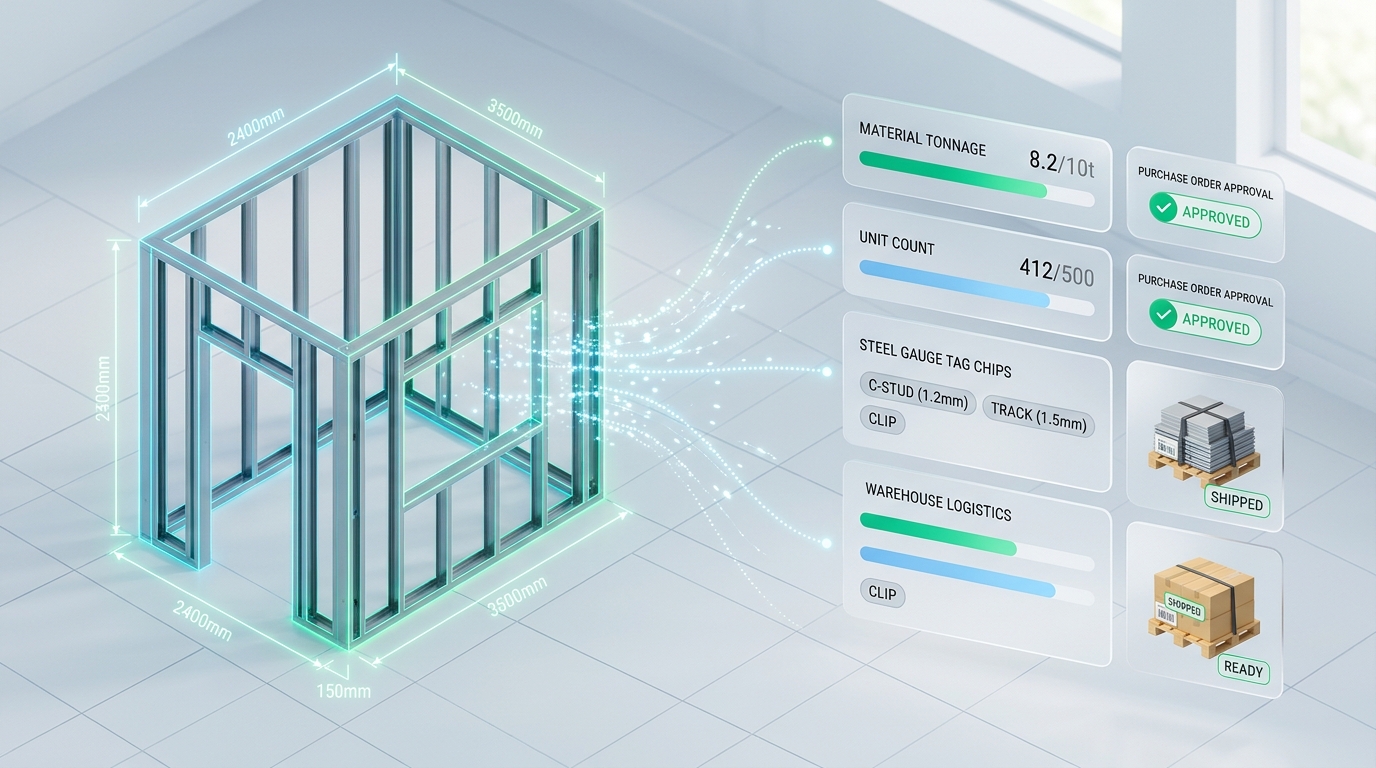 2400mm
3500mm
2400mm
2400mm
3500mm
150mm
MATERIAL TONNAGE
8.2/10t
UNIT COUNT
412/500
STEEL GAUGE TAG CHIPS
C-STUD (1.2mm)
TRACK (1.5mm)
CLIP
WAREHOUSE LOGISTICS
CLIP
PURCHASE ORDER APPROVAL
APPROVED
PURCHASE ORDER APPROVAL
APPROVED
SHIPPED
READY